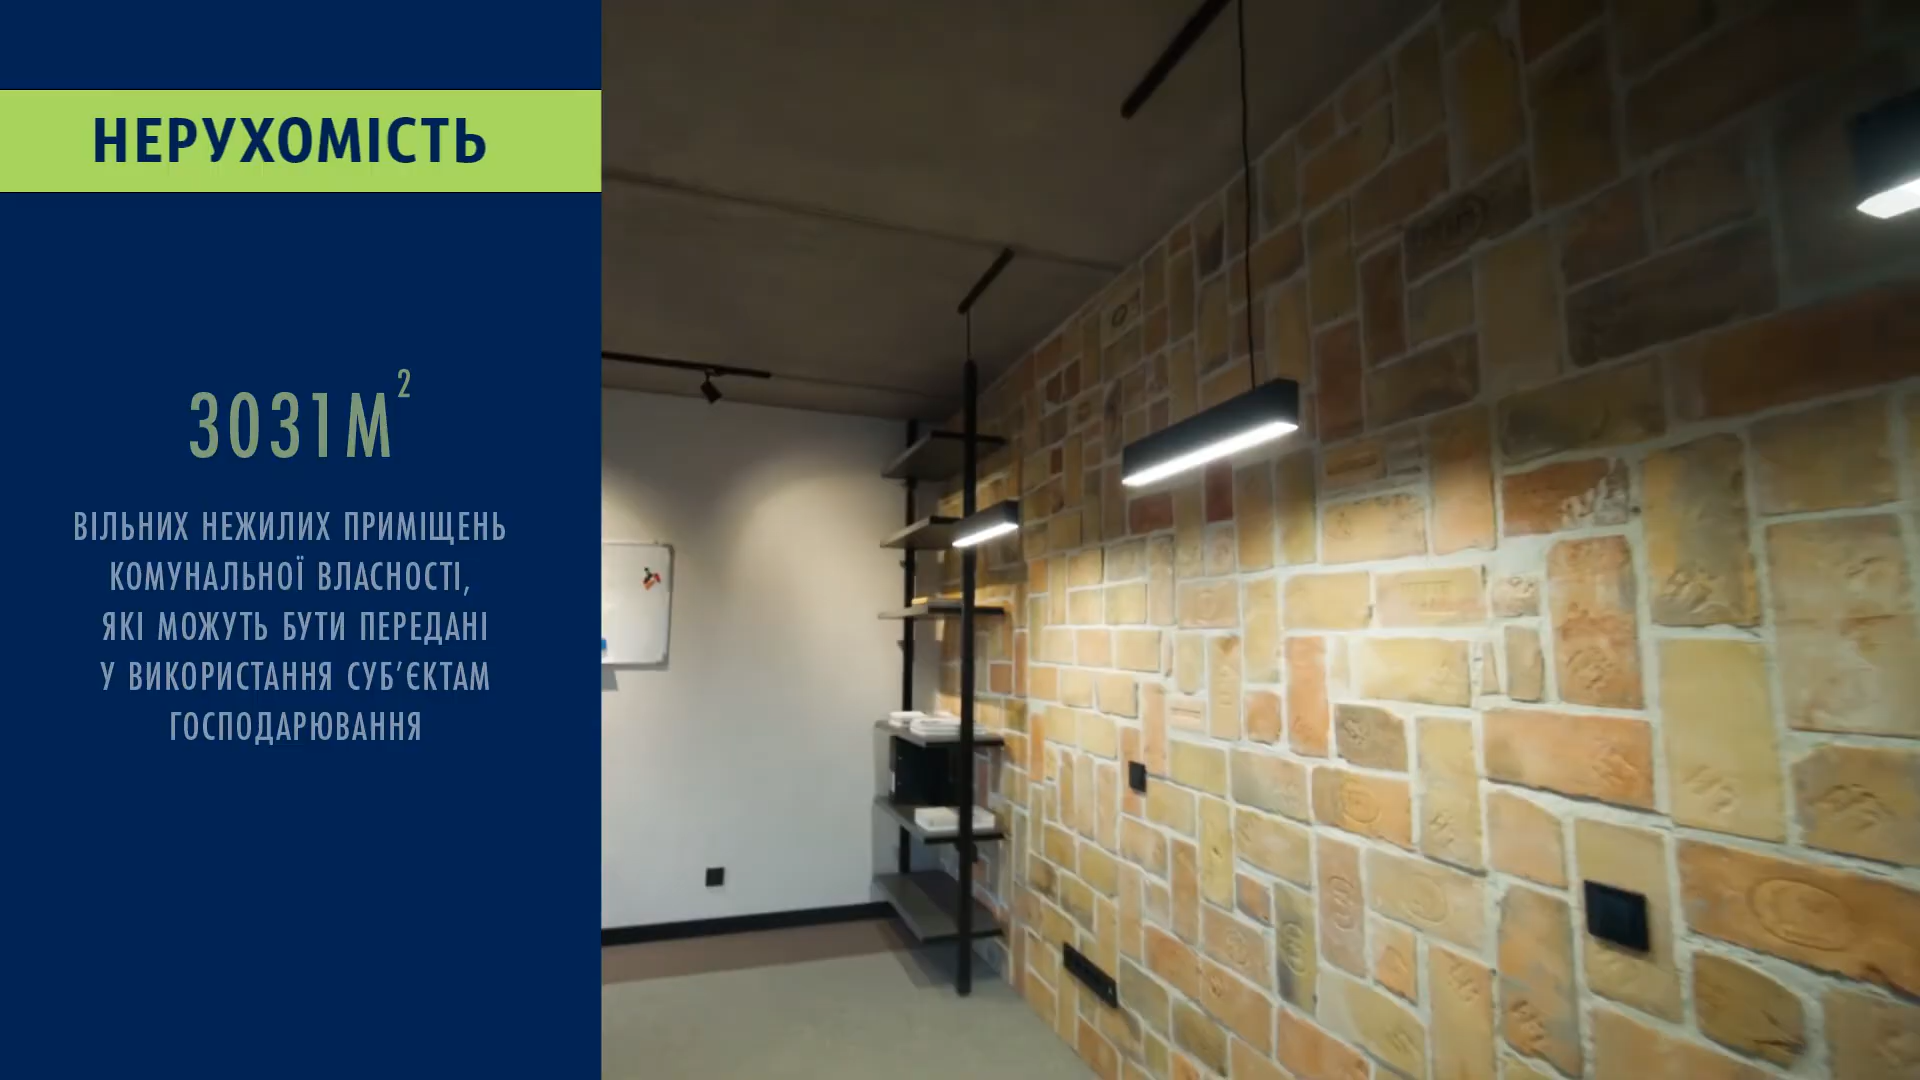 НЕРУХОМІСТЬ
3031М²
ВІЛЬНИХ НЕЖИЛИХ ПРИМІЩЕНЬ
КОМУНАЛЬНОЇ ВЛАСНОСТІ,
ЯКІ МОЖУТЬ БУТИ ПЕРЕДАНІ
У ВИКОРИСТАННЯ СУБ’ЄКТАМ
ГОСПОДАРЮВАННЯ